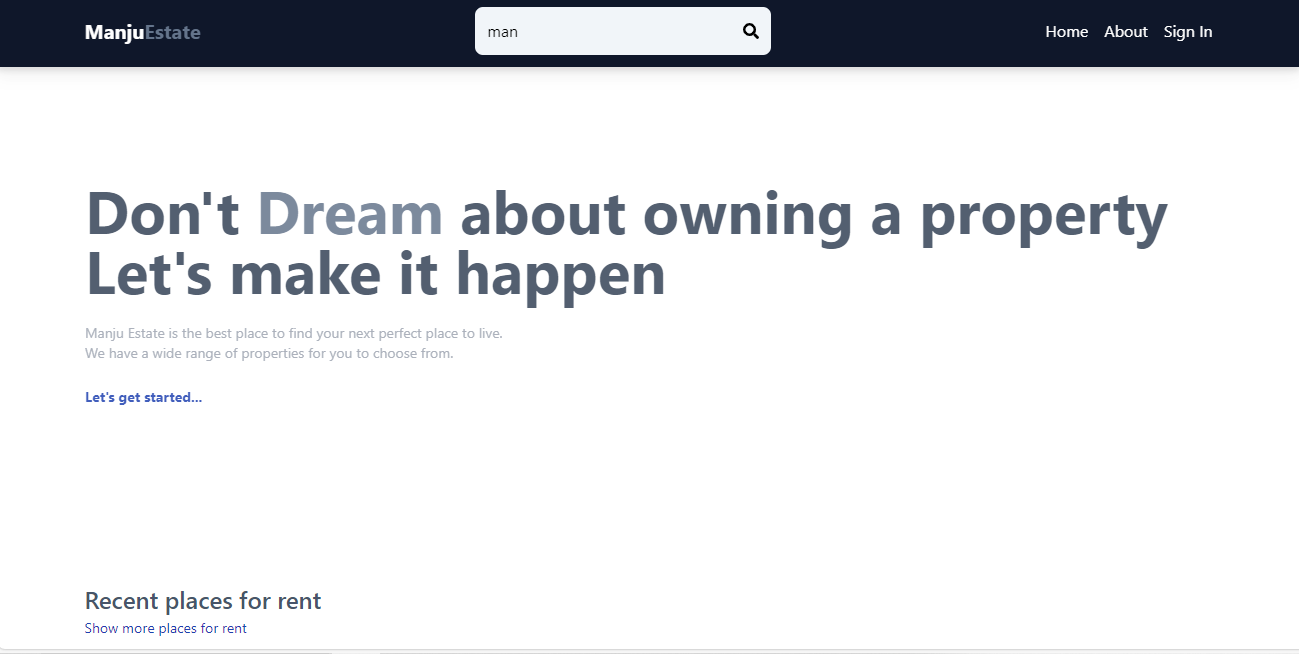 ManjuEstate
man
Home About Sign In
Don't Dream about owning a property
Let's make it happen
Manju Estate is the best place to find your next perfect place to live.
We have a wide range of properties for you to choose from.
Let's get started...
Recent places for rent
Show more places for rent